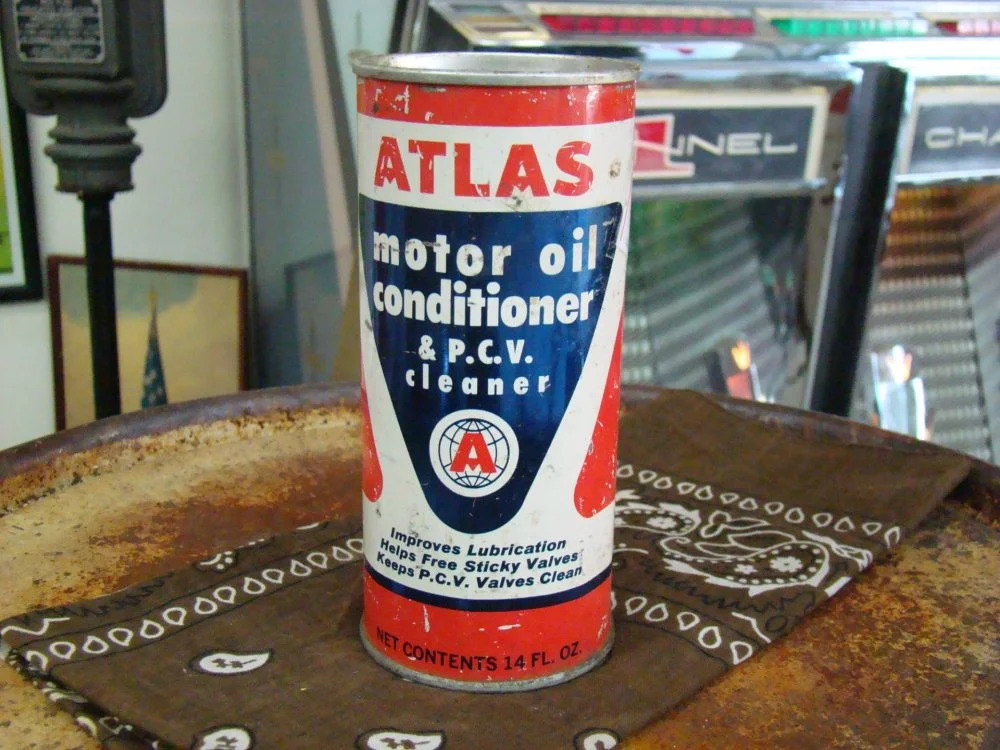 ATLAS
motor oil
conditioner
& P.C.V.
cleaner
A
Improves Lubrication
Helps Free Sticky Valves
Keeps P.C.V. Valves Clean
NET CONTENTS 14 FL. OZ.